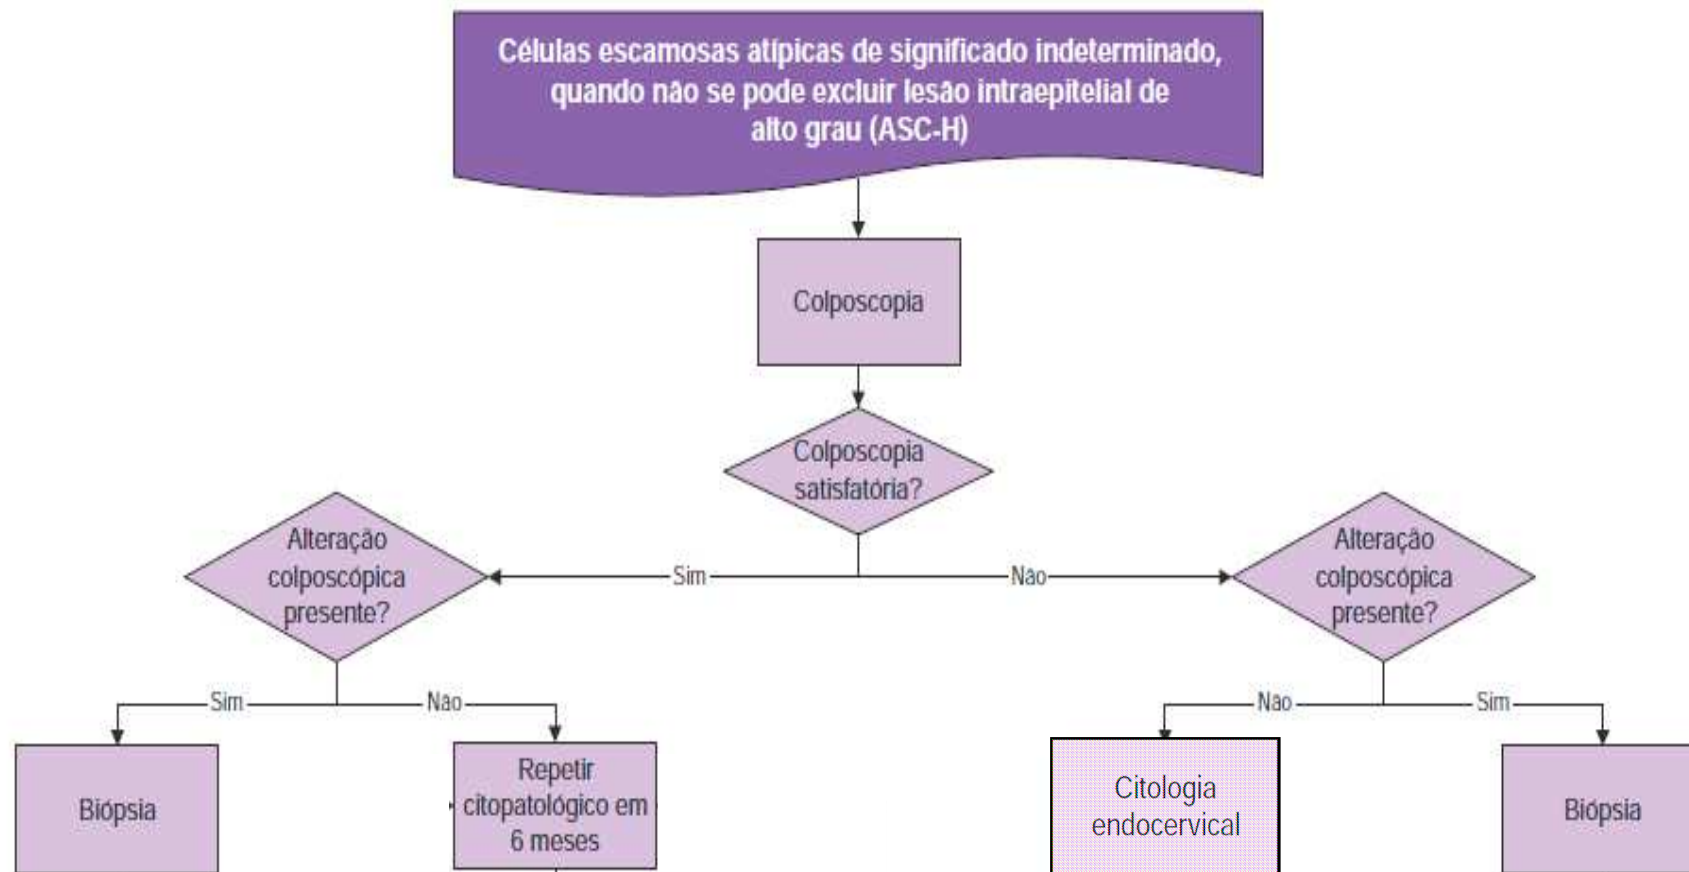 Células escamosas atípicas de significado indeterminado,
quando não se pode excluir lesão intraepitelial de
alto grau (ASC-H)
Colposcopia
Colposcopia
satisfatória?
Sim
Não
Alteração
colposcópica
presente?
Alteração
colposcópica
presente?
Sim
Não
Não
Sim
Biópsia
Repetir
citopatológico em
6 meses
Citologia
endocervical
Biópsia